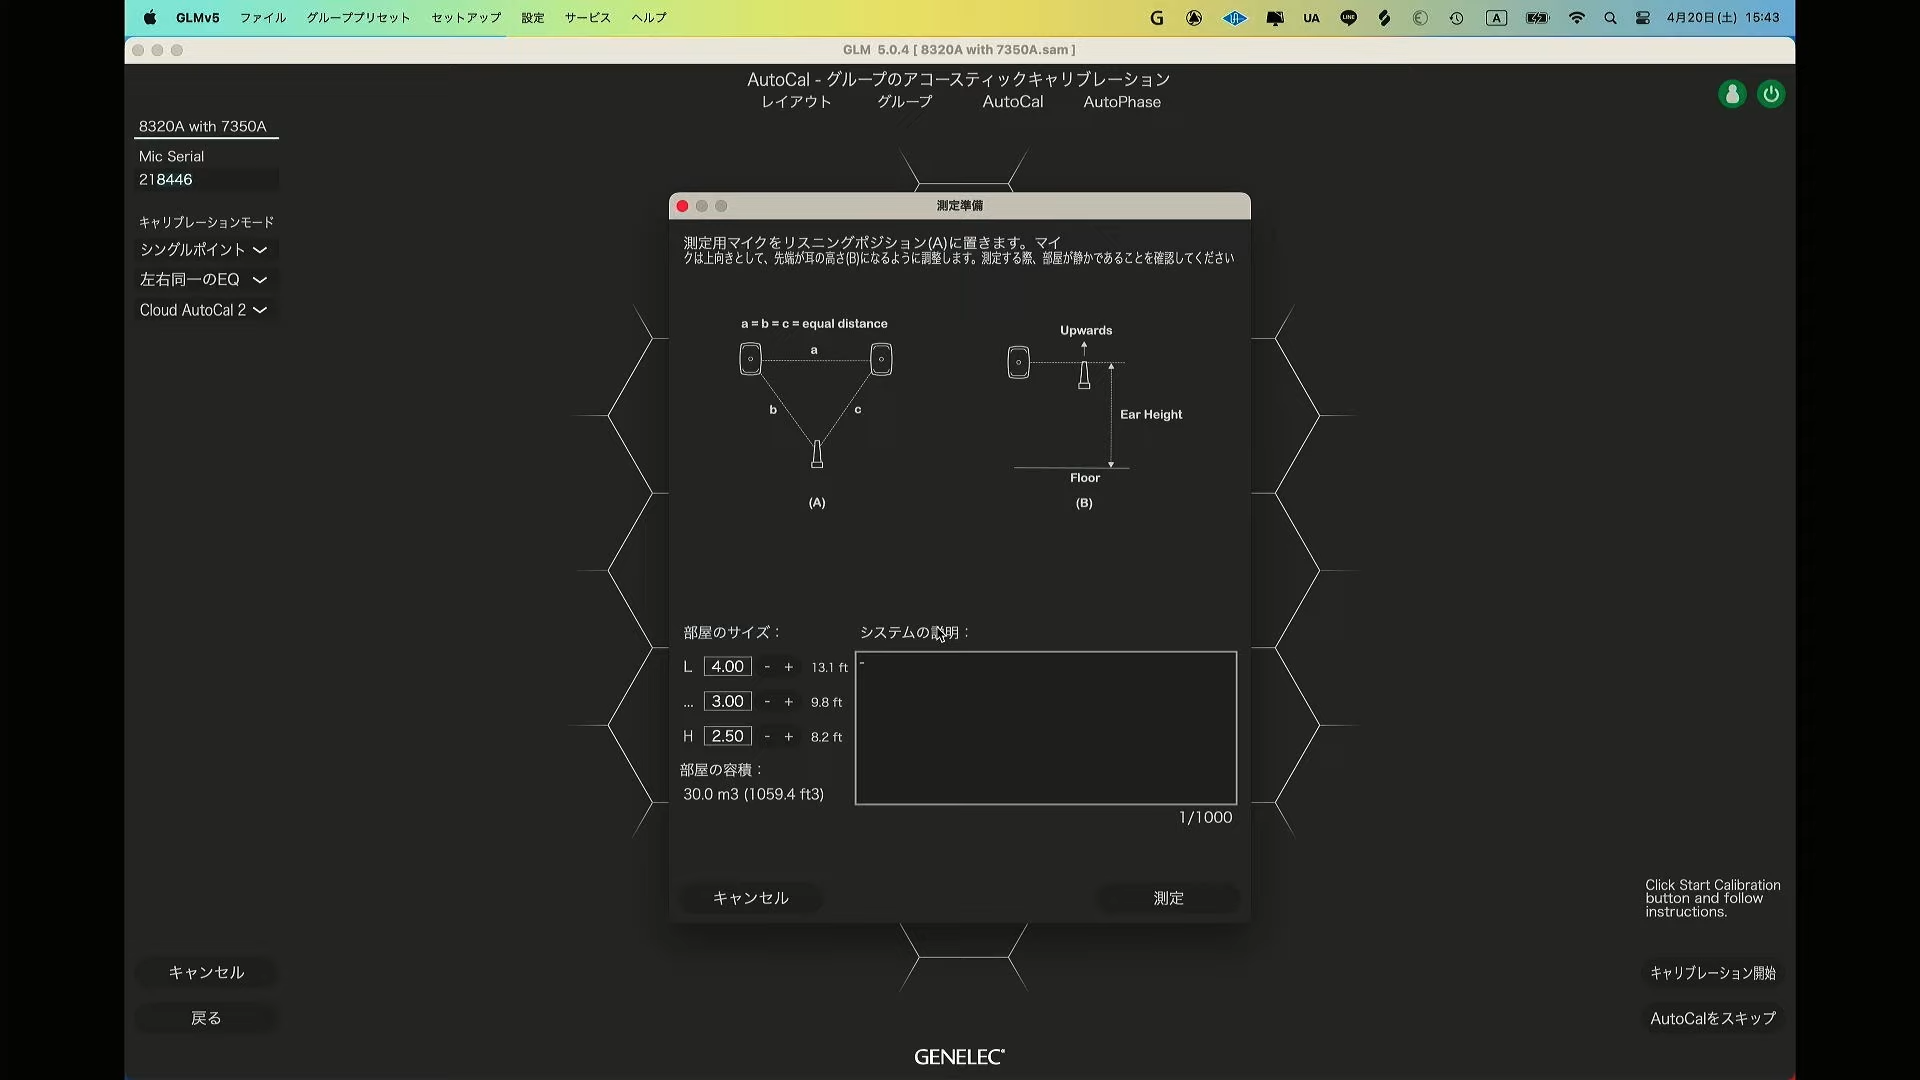 GLMv5 ファイル グループプリセット セットアップ 設定 サービス ヘルプ UA LINE A 4月20日(土) 15:43
GLM 5.0.4 [ 8320A with 7350A.sam ]
AutoCal - グループのアコースティックキャリブレーション
レイアウト グループ AutoCal AutoPhase
8320A with 7350A
Mic Serial
218446
キャリブレーションモード
シングルポイント
左右同一のEQ
Cloud AutoCal 2
測定準備
測定用マイクをリスニングポジション(A)に置きます。マイ
クは上向きとして、先端が耳の高さ(B)になるように調整します。測定する際、部屋が静かであることを確認してください
a = b = c = equal distance
a
b
c
(A)
Upwards
Ear Height
Floor
(B)
部屋のサイズ：
L 4.00 - + 13.1 ft
... 3.00 - + 9.8 ft
H 2.50 - + 8.2 ft
部屋の容積：
30.0 m3 (1059.4 ft3)
システムの説明：
-
1/1000
キャンセル
測定
Click Start Calibration
button and follow
instructions.
キャンセル
戻る
キャリブレーション開始
AutoCalをスキップ
GENELEC®